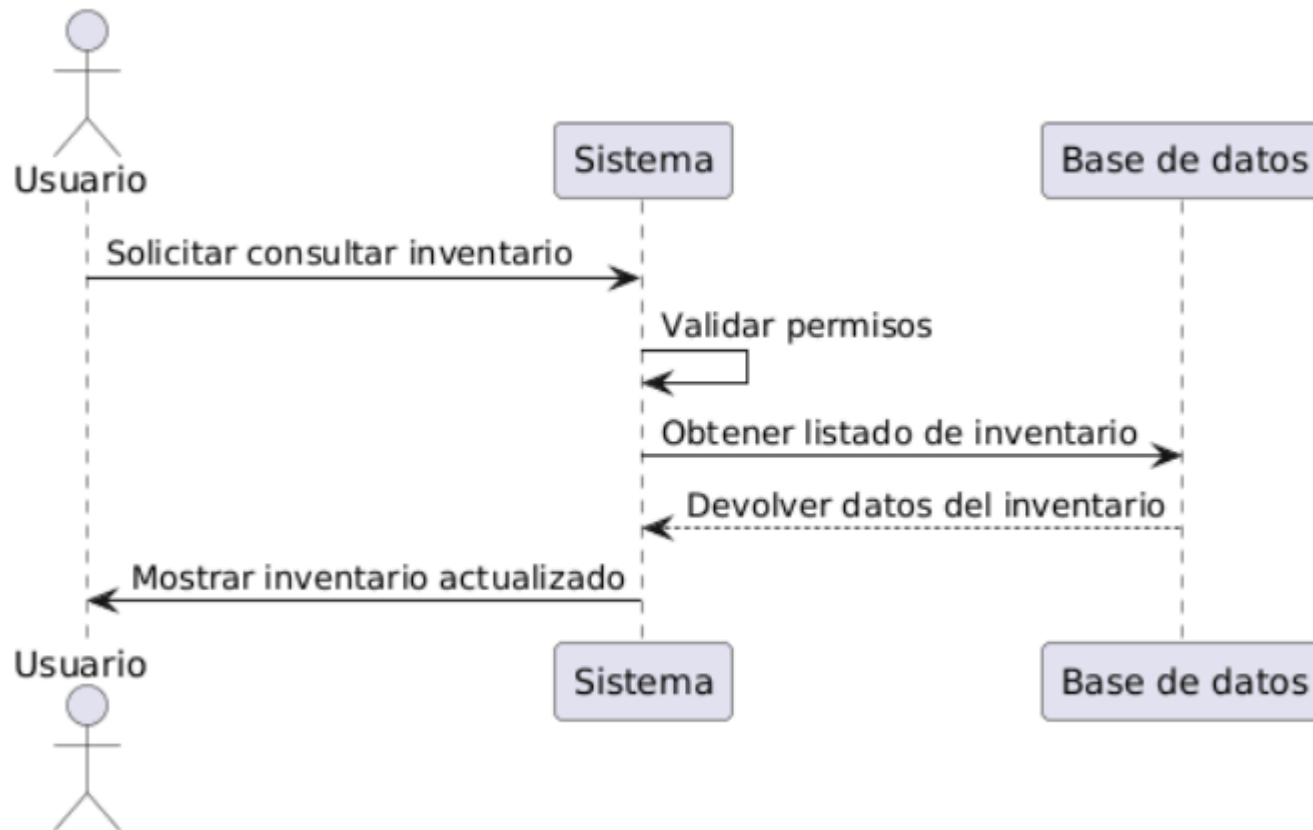 Usuario
Sistema
Base de datos
Solicitar consultar inventario
Validar permisos
Obtener listado de inventario
Devolver datos del inventario
Mostrar inventario actualizado
Usuario
Sistema
Base de datos